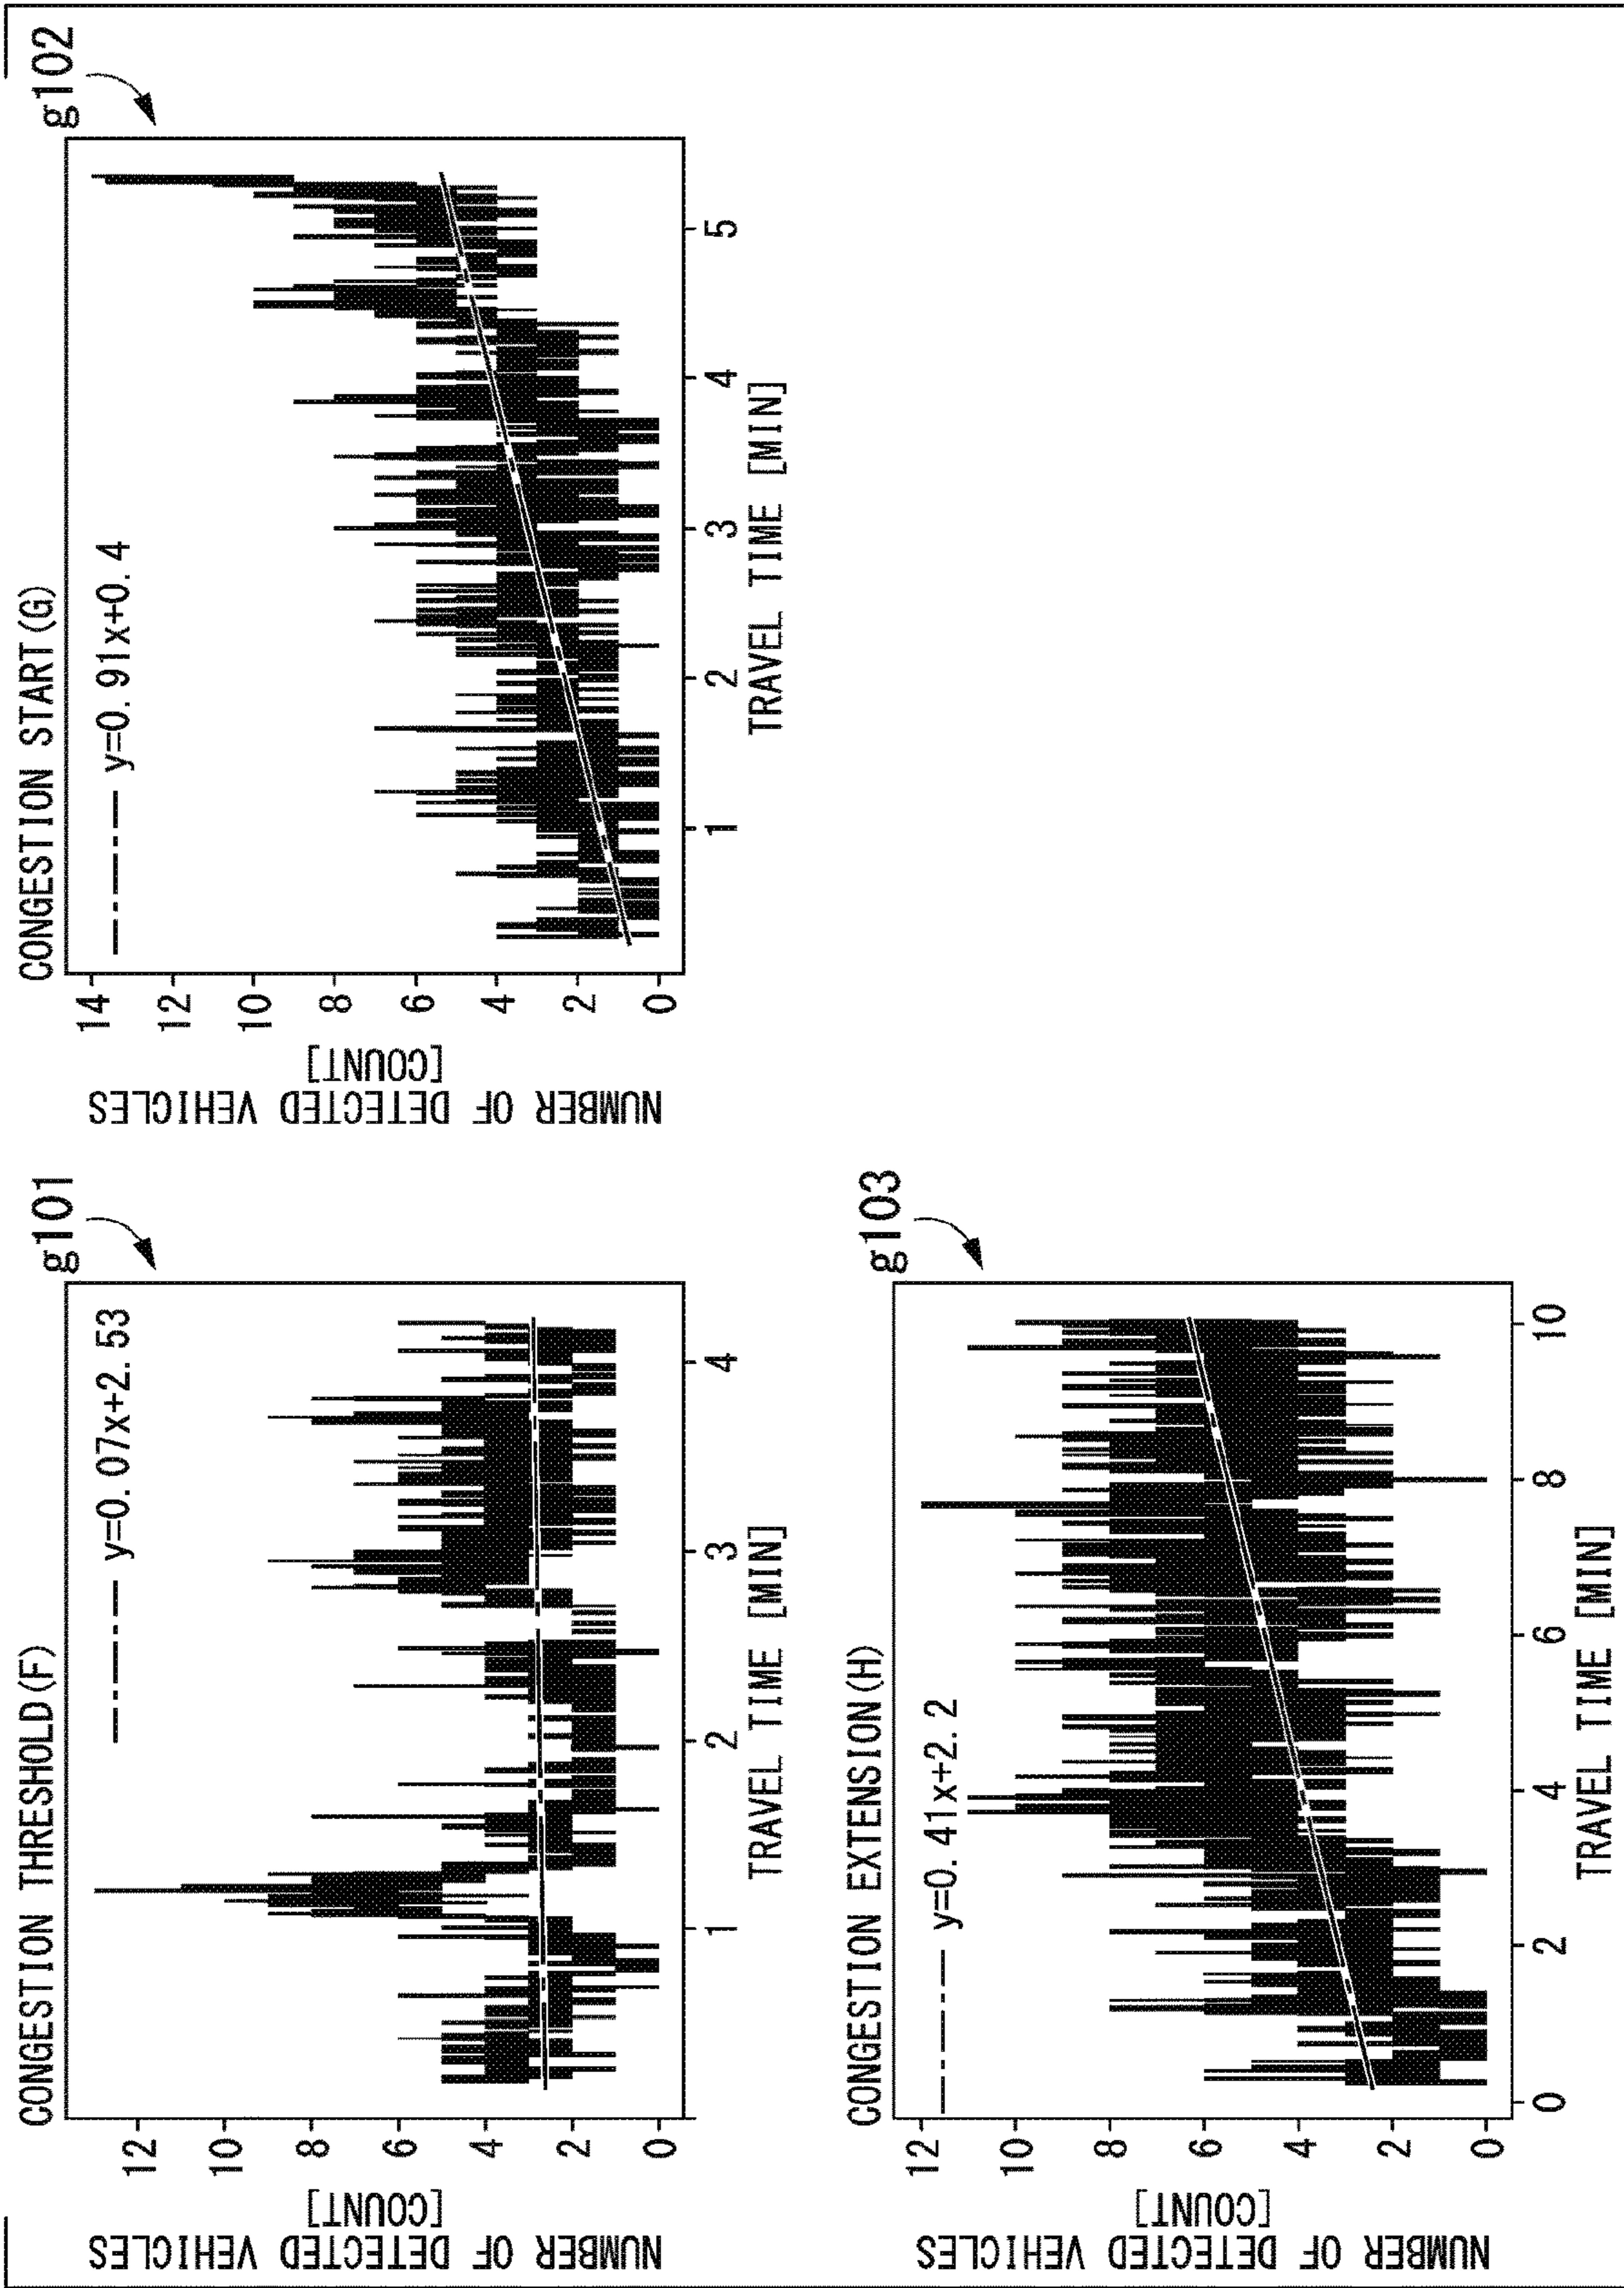 CONGESTION THRESHOLD(F)
g101
y=0.07x+2.53
NUMBER OF DETECTED VEHICLES
[COUNT]
12
10
8
6
4
2
0
1
2
3
4
TRAVEL TIME [MIN]
CONGESTION START(G)
g102
y=0.91x+0.4
NUMBER OF DETECTED VEHICLES
[COUNT]
14
12
10
8
6
4
2
0
1
2
3
4
5
TRAVEL TIME [MIN]
CONGESTION EXTENSION(H)
g103
y=0.41x+2.2
NUMBER OF DETECTED VEHICLES
[COUNT]
12
10
8
6
4
2
0
0
2
4
6
8
10
TRAVEL TIME [MIN]